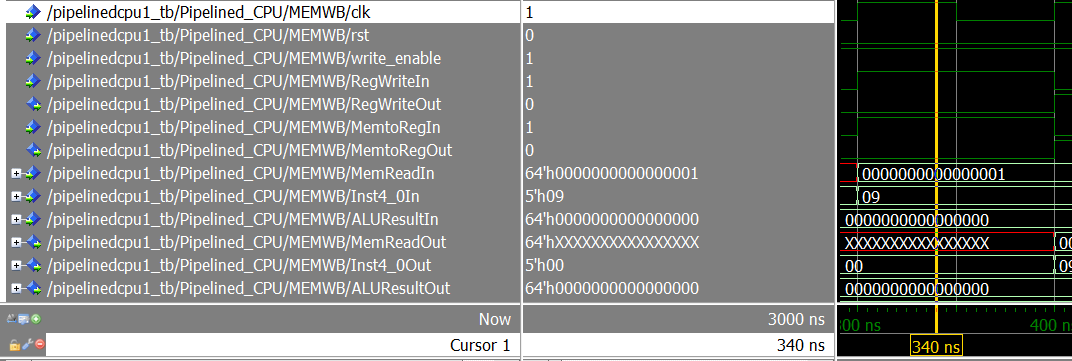 /pipelinedcpu1_tb/Pipelined_CPU/MEMWB/clk 1
/pipelinedcpu1_tb/Pipelined_CPU/MEMWB/rst 0
/pipelinedcpu1_tb/Pipelined_CPU/MEMWB/write_enable 1
/pipelinedcpu1_tb/Pipelined_CPU/MEMWB/RegWriteIn 1
/pipelinedcpu1_tb/Pipelined_CPU/MEMWB/RegWriteOut 0
/pipelinedcpu1_tb/Pipelined_CPU/MEMWB/MemtoRegIn 1
/pipelinedcpu1_tb/Pipelined_CPU/MEMWB/MemtoRegOut 0
/pipelinedcpu1_tb/Pipelined_CPU/MEMWB/MemReadIn 64'h0000000000000001 0000000000000001
/pipelinedcpu1_tb/Pipelined_CPU/MEMWB/Inst4_0In 5'h09 09
/pipelinedcpu1_tb/Pipelined_CPU/MEMWB/ALUResultIn 64'h0000000000000000 0000000000000000
/pipelinedcpu1_tb/Pipelined_CPU/MEMWB/MemReadOut 64'hXXXXXXXXXXXXXXXX XXXXXXXXXXXXXXXX 00
/pipelinedcpu1_tb/Pipelined_CPU/MEMWB/Inst4_0Out 5'h00 00 09
/pipelinedcpu1_tb/Pipelined_CPU/MEMWB/ALUResultOut 64'h0000000000000000 0000000000000000
Now 3000 ns 300 ns 400 n
Cursor 1 340 ns 340 ns